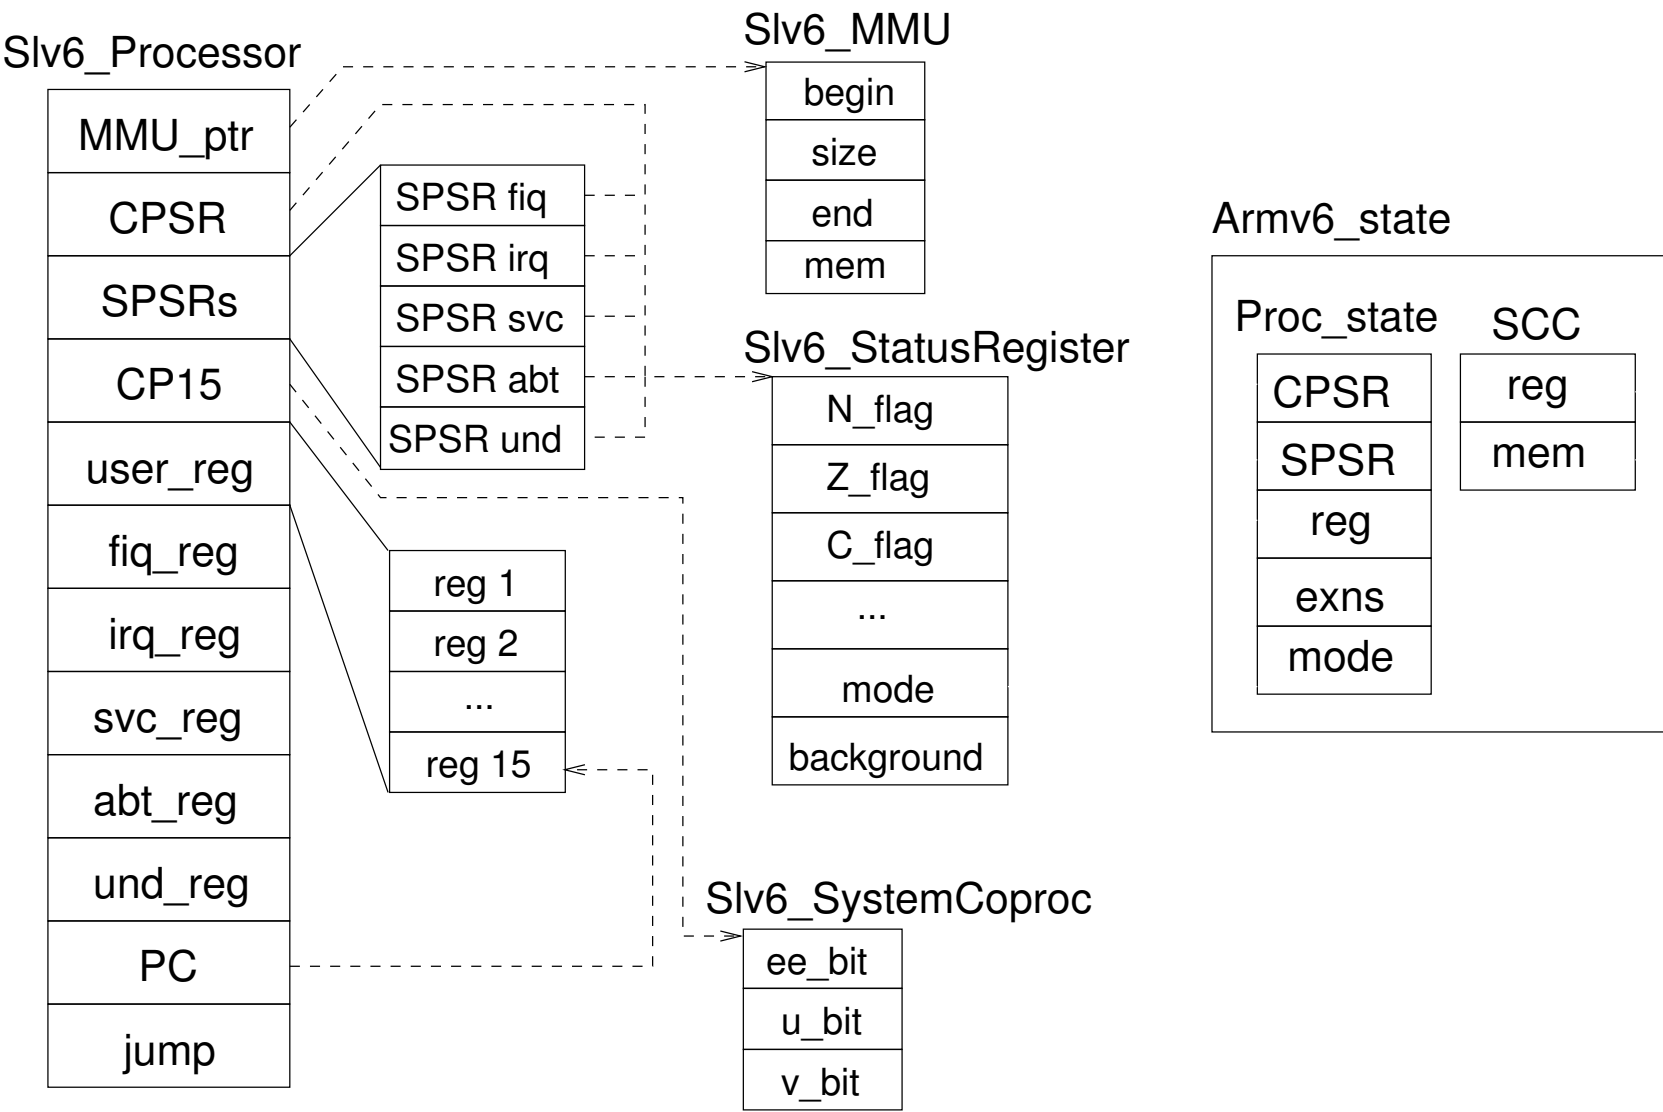 Slv6_Processor
MMU_ptr
CPSR
SPSRs
CP15
user_reg
fiq_reg
irq_reg
svc_reg
abt_reg
und_reg
PC
jump
SPSR fiq
SPSR irq
SPSR svc
SPSR abt
SPSR und
reg 1
reg 2
...
reg 15
Slv6_MMU
begin
size
end
mem
Slv6_StatusRegister
N_flag
Z_flag
C_flag
...
mode
background
Slv6_SystemCoproc
ee_bit
u_bit
v_bit
Armv6_state
Proc_state
CPSR
SPSR
reg
exns
mode
SCC
reg
mem